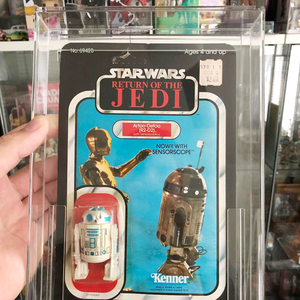 No. 69420
Ages 4 and up
STAR WARS
RETURN OF THE
JEDI
Artoo-Detoo
(R2-D2)
NOW! WITH
SENSORSCOPE!
Kenner